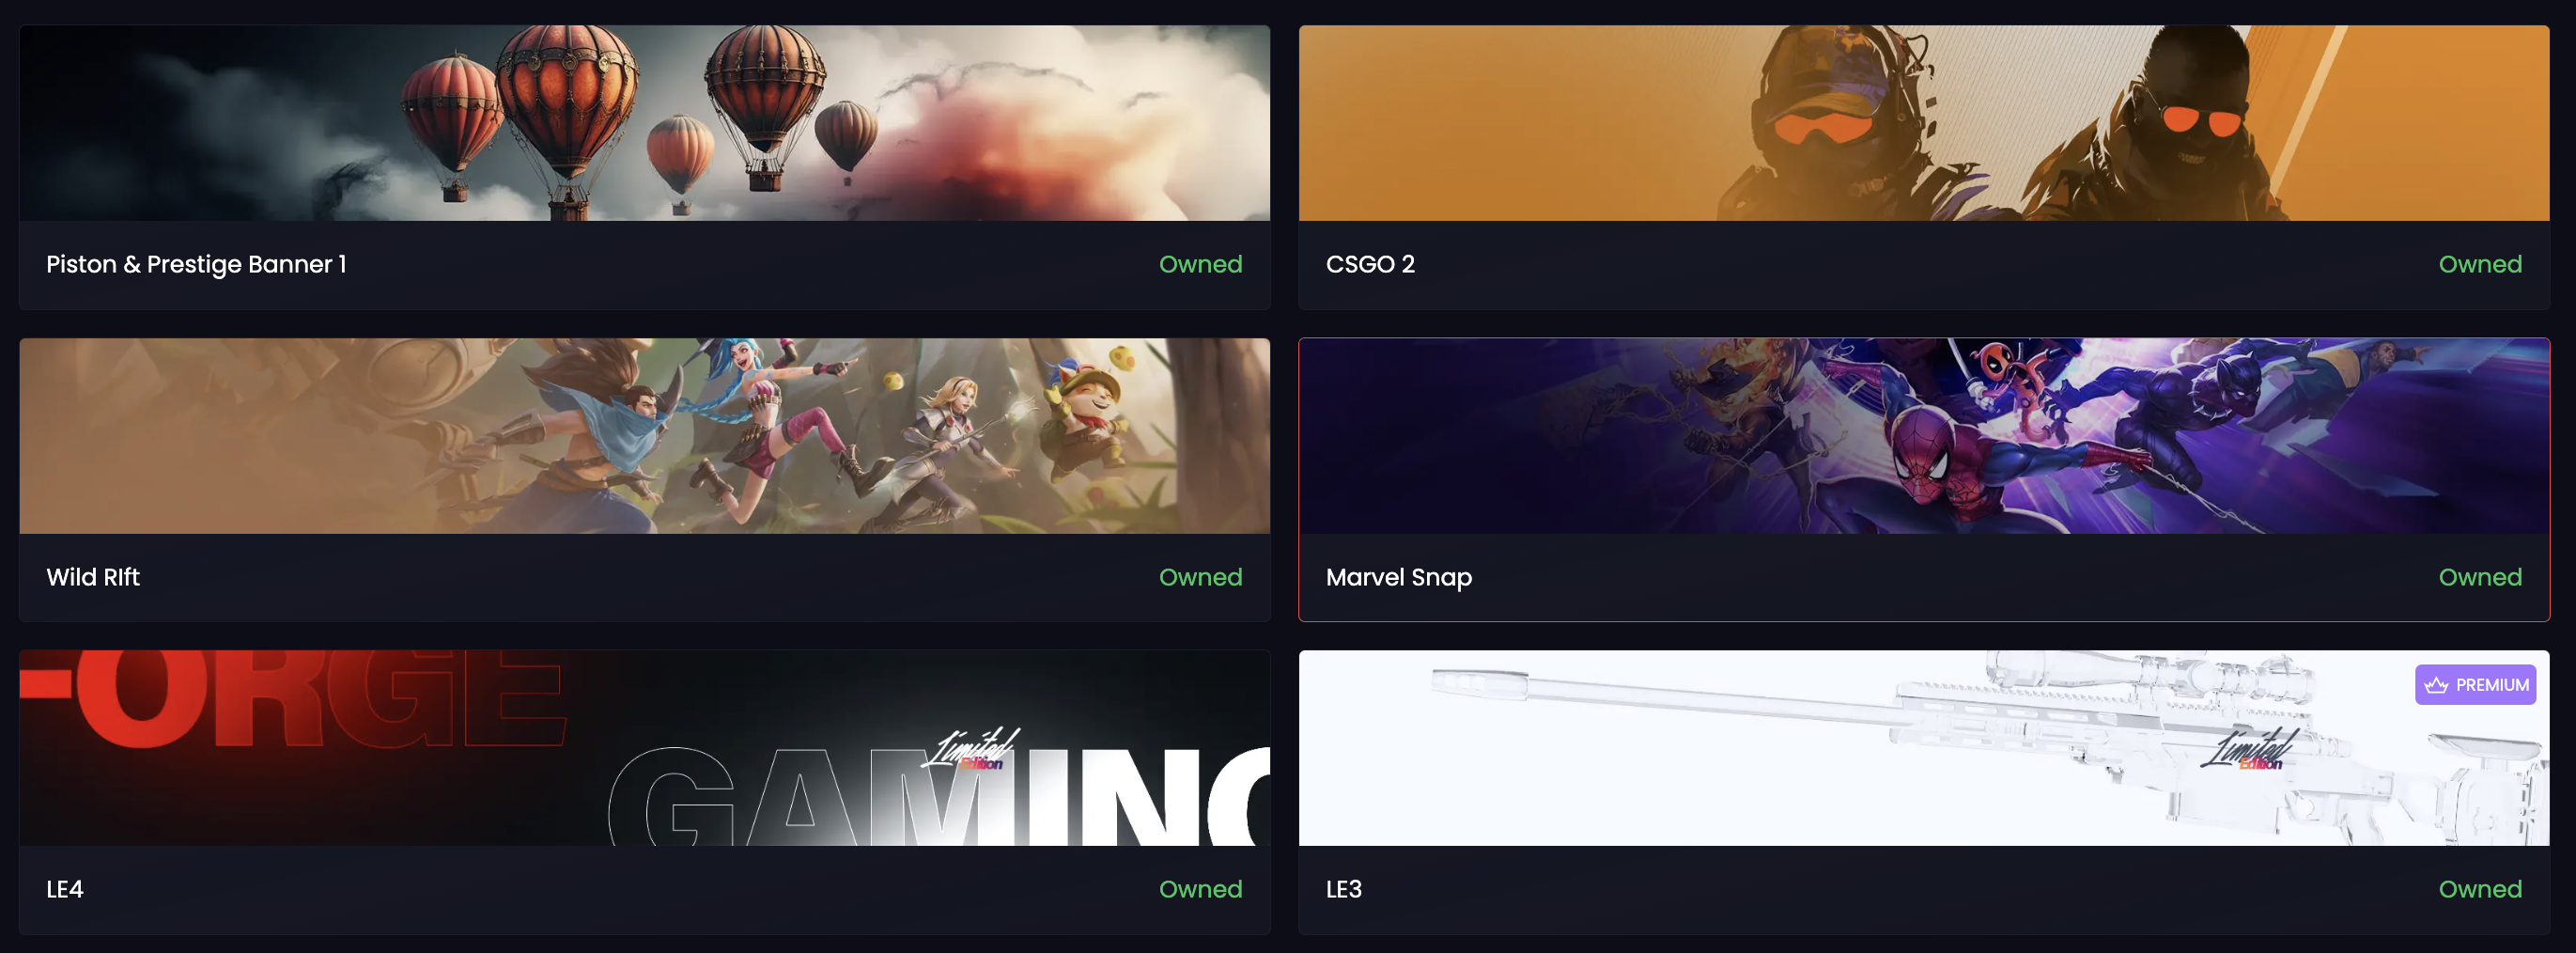 Piston & Prestige Banner 1
Owned
CSGO 2
Owned
Wild RIft
Owned
Marvel Snap
Owned
-ORGE
GAMING
Limited
Edition
LE4
Owned
PREMIUM
Limited
Edition
LE3
Owned